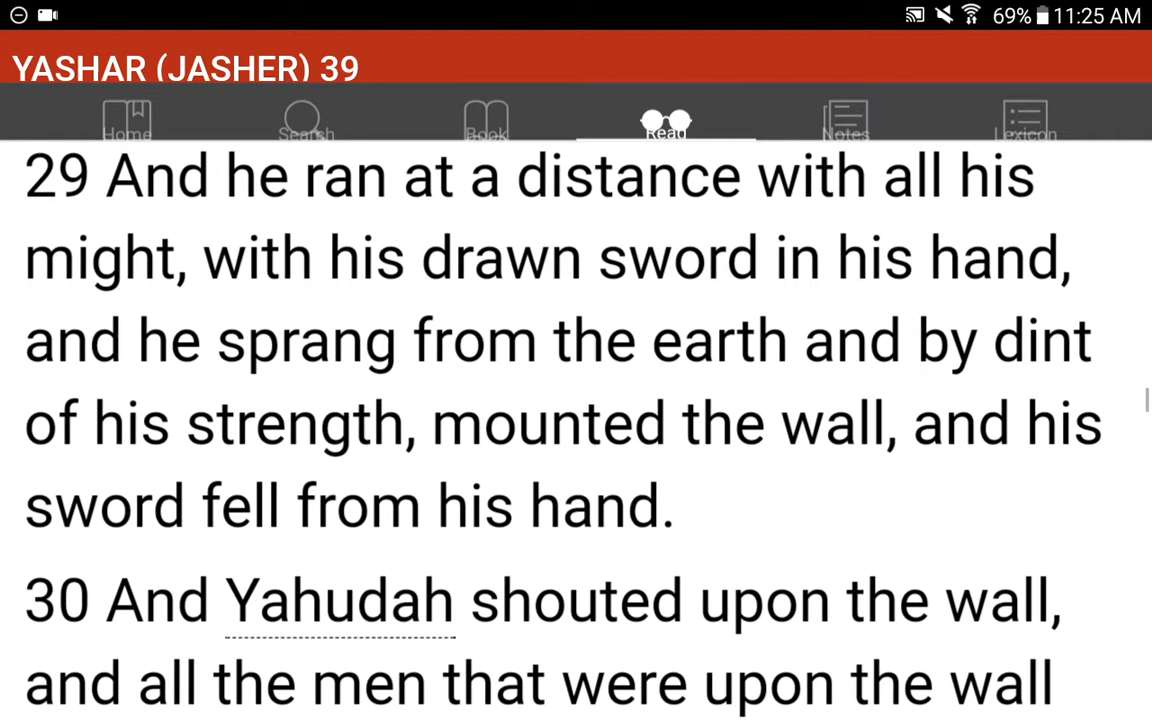 69% 11:25 AM
YASHAR (JASHER) 39
Home Search Book Read Notes Lexicon
29 And he ran at a distance with all his
might, with his drawn sword in his hand,
and he sprang from the earth and by dint
of his strength, mounted the wall, and his
sword fell from his hand.
30 And Yahudah shouted upon the wall,
and all the men that were upon the wall